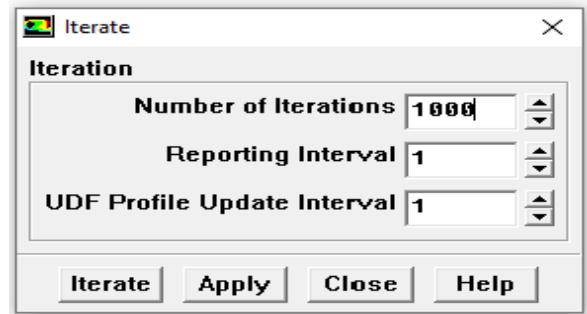 Iterate
Iteration
Number of Iterations 1000
Reporting Interval 1
UDF Profile Update Interval 1
Iterate Apply Close Help